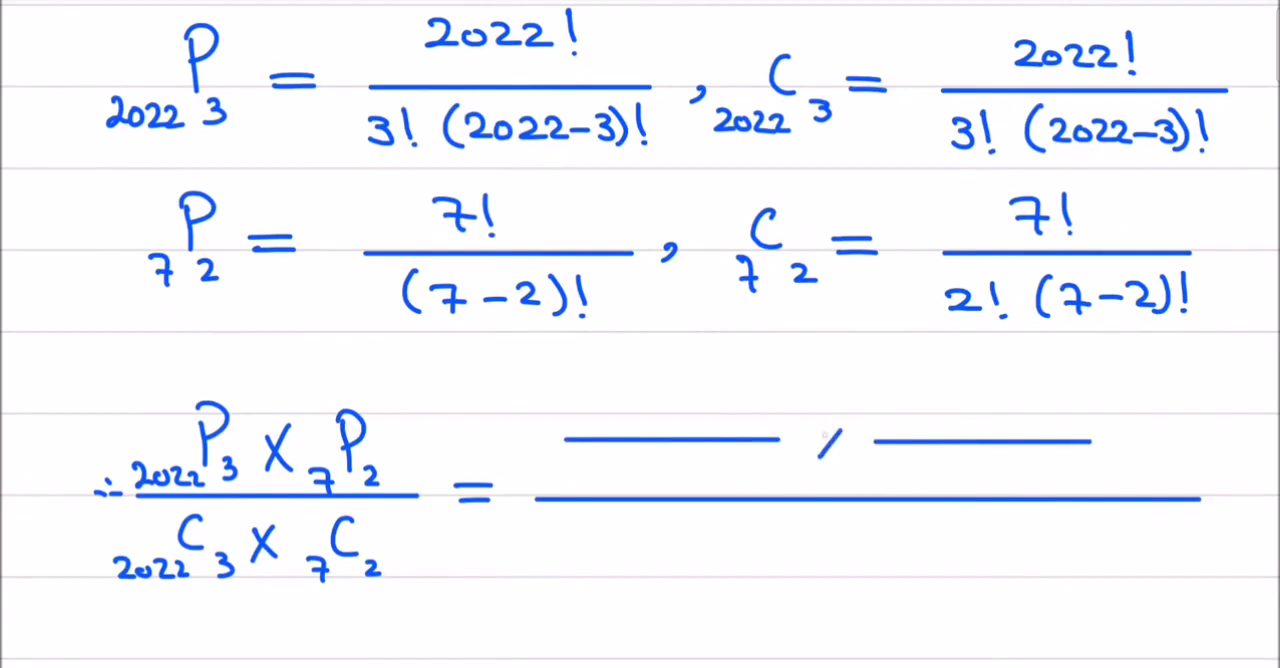 2022P3 = 2022! / 3! (2022-3)! , 2022C3 = 2022! / 3! (2022-3)!
7P2 = 7! / (7-2)! , 7C2 = 7! / 2! (7-2)!
∴ 2022P3 X 7P2 / 2022C3 X 7C2 =